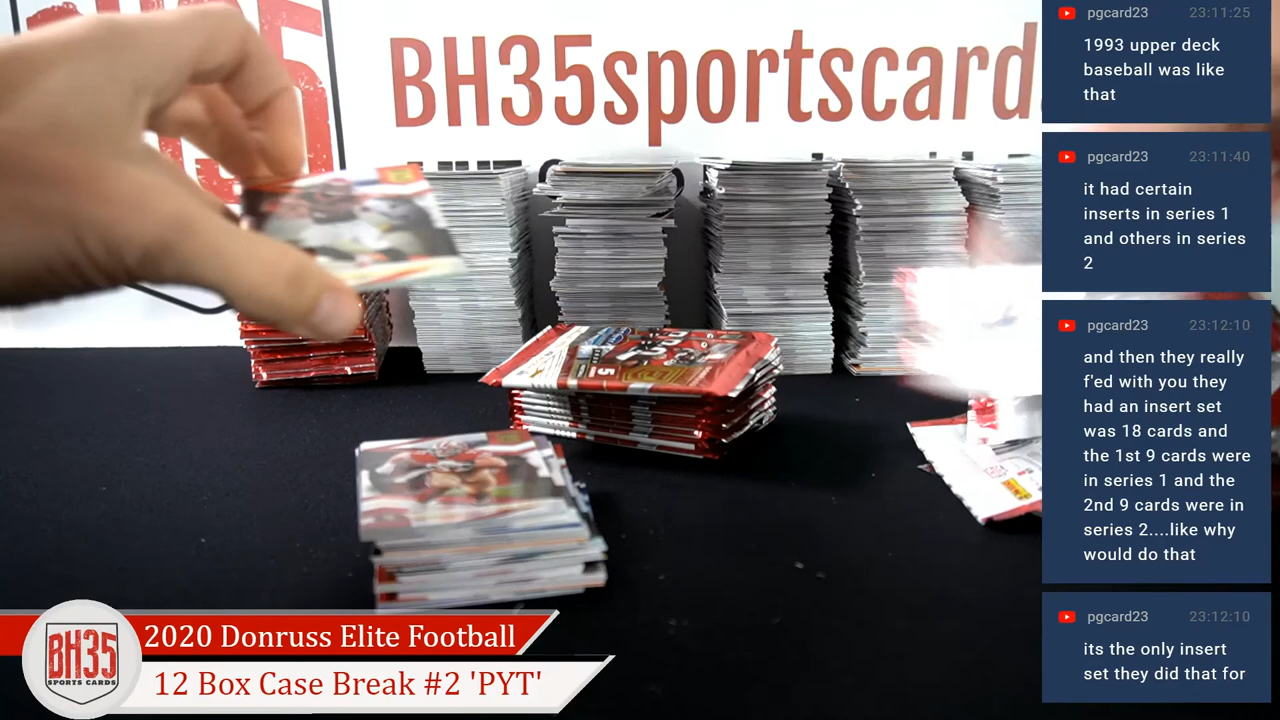 BH35sportscard
pgcard23 23:11:25
1993 upper deck
baseball was like
that
pgcard23 23:11:40
it had certain
inserts in series 1
and others in series
2
pgcard23 23:12:10
and then they really
f'ed with you they
had an insert set
was 18 cards and
the 1st 9 cards were
in series 1 and the
2nd 9 cards were in
series 2....like why
would do that
pgcard23 23:12:10
its the only insert
set they did that for
5
BH35
SPORTS CARDS
2020 Donruss Elite Football
12 Box Case Break #2 'PYT'